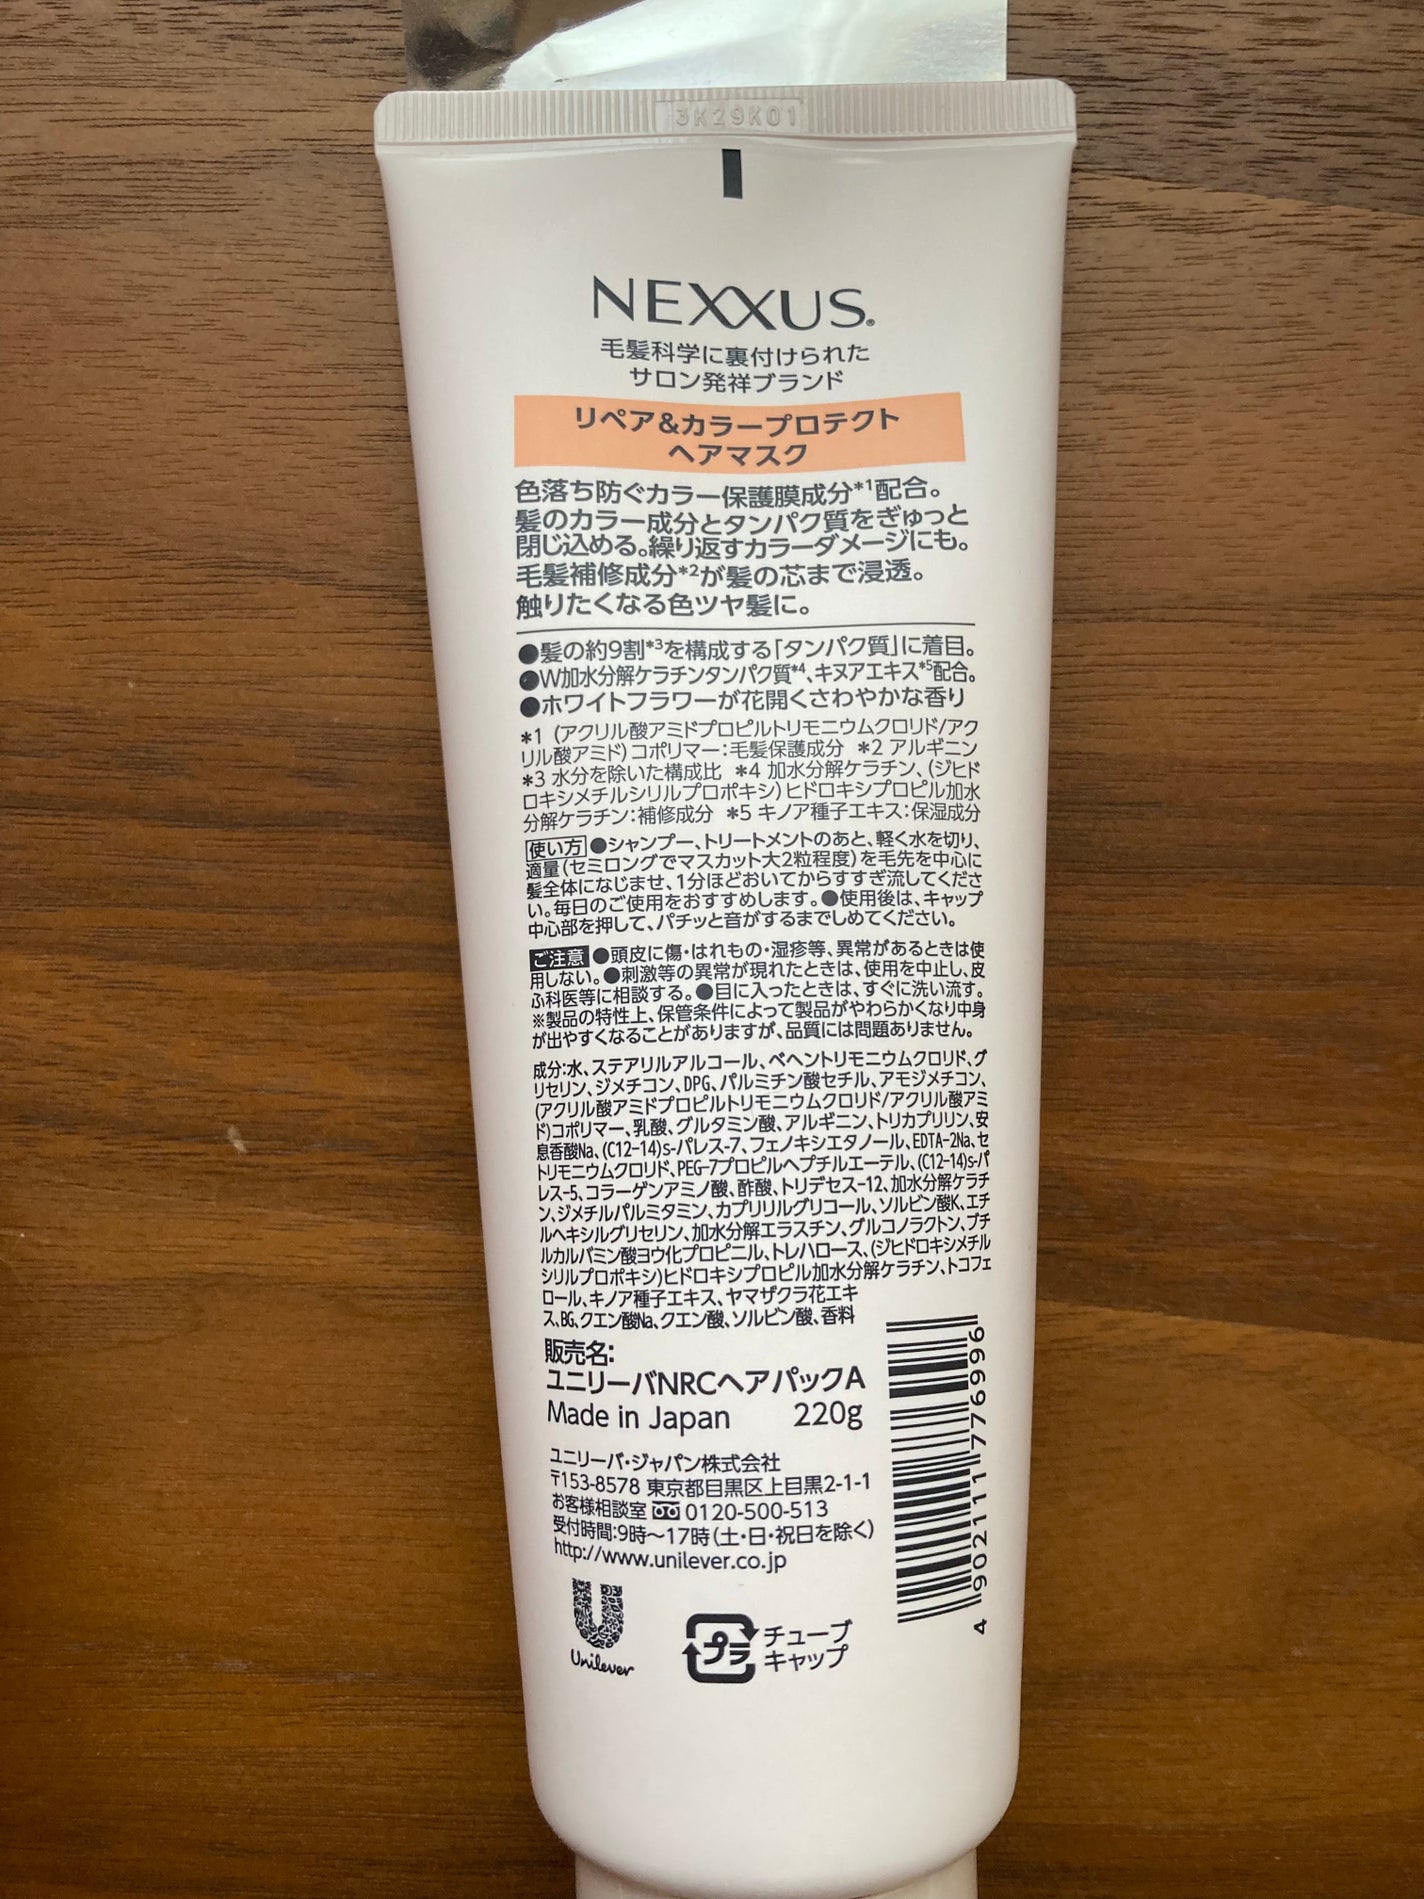 3K29K01
NEXXUS®
毛髪科学に裏付けられた
サロン発祥ブランド
リペア&カラープロテクト
ヘアマスク
色落ち防ぐカラー保護膜成分*1配合。
髪のカラー成分とタンパク質をぎゅっと
閉じ込める。繰り返すカラーダメージにも。
毛髪補修成分*2が髪の芯まで浸透。
触りたくなる色ツヤ髪に。
●髪の約9割*3を構成する「タンパク質」に着目。
●W加水分解ケラチンタンパク質*4、キヌアエキス*5配合。
●ホワイトフラワーが花開くさわやかな香り
*1 (アクリル酸アミドプロピルトリモニウムクロリド/アク
リル酸アミド)コポリマー:毛髪保護成分 *2 アルギニン
*3 水分を除いた構成比 *4 加水分解ケラチン、(ジヒド
ロキシメチルシリルプロポキシ)ヒドロキシプロピル加水
分解ケラチン:補修成分 *5 キノア種子エキス:保湿成分
使い方 ●シャンプー、トリートメントのあと、軽く水を切り、
適量(セミロングでマスカット大2粒程度)を毛先を中心に
髪全体になじませ、1分ほどおいてからすすぎ流してくださ
い。毎日のご使用をおすすめします。●使用後は、キャップ
中心部を押して、パチッと音がするまでしめてください。
ご注意 ●頭皮に傷・はれもの・湿疹等、異常があるときは使
用しない。●刺激等の異常が現れたときは、使用を中止し、皮
ふ科医等に相談する。●目に入ったときは、すぐに洗い流す。
※製品の特性上、保管条件によって製品がやわらかくなり中身
が出やすくなることがありますが、品質には問題ありません。
成分:水、ステアリルアルコール、ベヘントリモニウムクロリド、グ
リセリン、ジメチコン、DPG、パルミチン酸セチル、アモジメチコン、
(アクリル酸アミドプロピルトリモニウムクロリド/アクリル酸アミ
ド)コポリマー、乳酸、グルタミン酸、アルギニン、トリカプリリン、安
息香酸Na、(C12-14)s-パレス-7、フェノキシエタノール、EDTA-2Na、セ
トリモニウムクロリド、PEG-7プロピルヘプチルエーテル、(C12-14)s-パ
レス-5、コラーゲンアミノ酸、酢酸、トリデセス-12、加水分解ケラチ
ン、ジメチルパルミタミン、カプリリルグリコール、ソルビン酸K、エチ
ルヘキシルグリセリン、加水分解エラスチン、グルコノラクトン、ブチ
ルカルバミン酸ヨウ化プロピニル、トレハロース、(ジヒドロキシメチル
シリルプロポキシ)ヒドロキシプロピル加水分解ケラチン、トコフェ
ロール、キノア種子エキス、ヤマザクラ花エキ
ス、BG、クエン酸Na、クエン酸、ソルビン酸、香料
販売名:
ユニリーバNRCヘアパックA
Made in Japan 220g
ユニリーバ・ジャパン株式会社
〒153-8578 東京都目黒区上目黒2-1-1
お客様相談室 0120-500-513
受付時間:9時〜17時(土・日・祝日を除く)
http://www.unilever.co.jp
4 902111 776996
Unilever
プラ
チューブ
キャップ